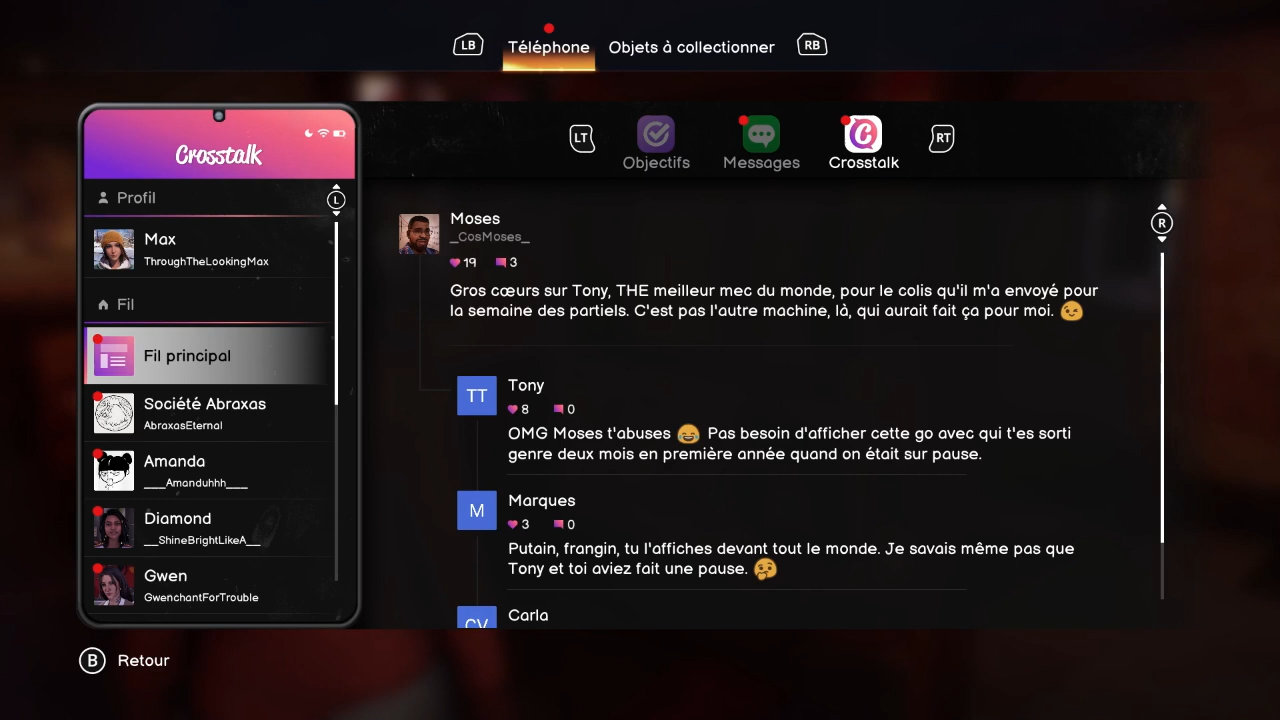 LB
Téléphone
Objets à collectionner
RB
Crosstalk
Profil
L
Max
ThroughTheLookingMax
Fil
Fil principal
Société Abraxas
AbraxasEternal
Amanda
___Amanduhhh___
Diamond
__ShineBrightLikeA__
Gwen
GwenchantForTrouble
LT
Objectifs
Messages
Crosstalk
RT
R
Moses
_CosMoses_
19 3
Gros cœurs sur Tony, THE meilleur mec du monde, pour le colis qu'il m'a envoyé pour
la semaine des partiels. C'est pas l'autre machine, là, qui aurait fait ça pour moi. 😉
TT
Tony
8 0
OMG Moses t'abuses 😂 Pas besoin d'afficher cette go avec qui t'es sorti
genre deux mois en première année quand on était sur pause.
M
Marques
3 0
Putain, frangin, tu l'affiches devant tout le monde. Je savais même pas que
Tony et toi aviez fait une pause. 🤔
CV
Carla
B Retour